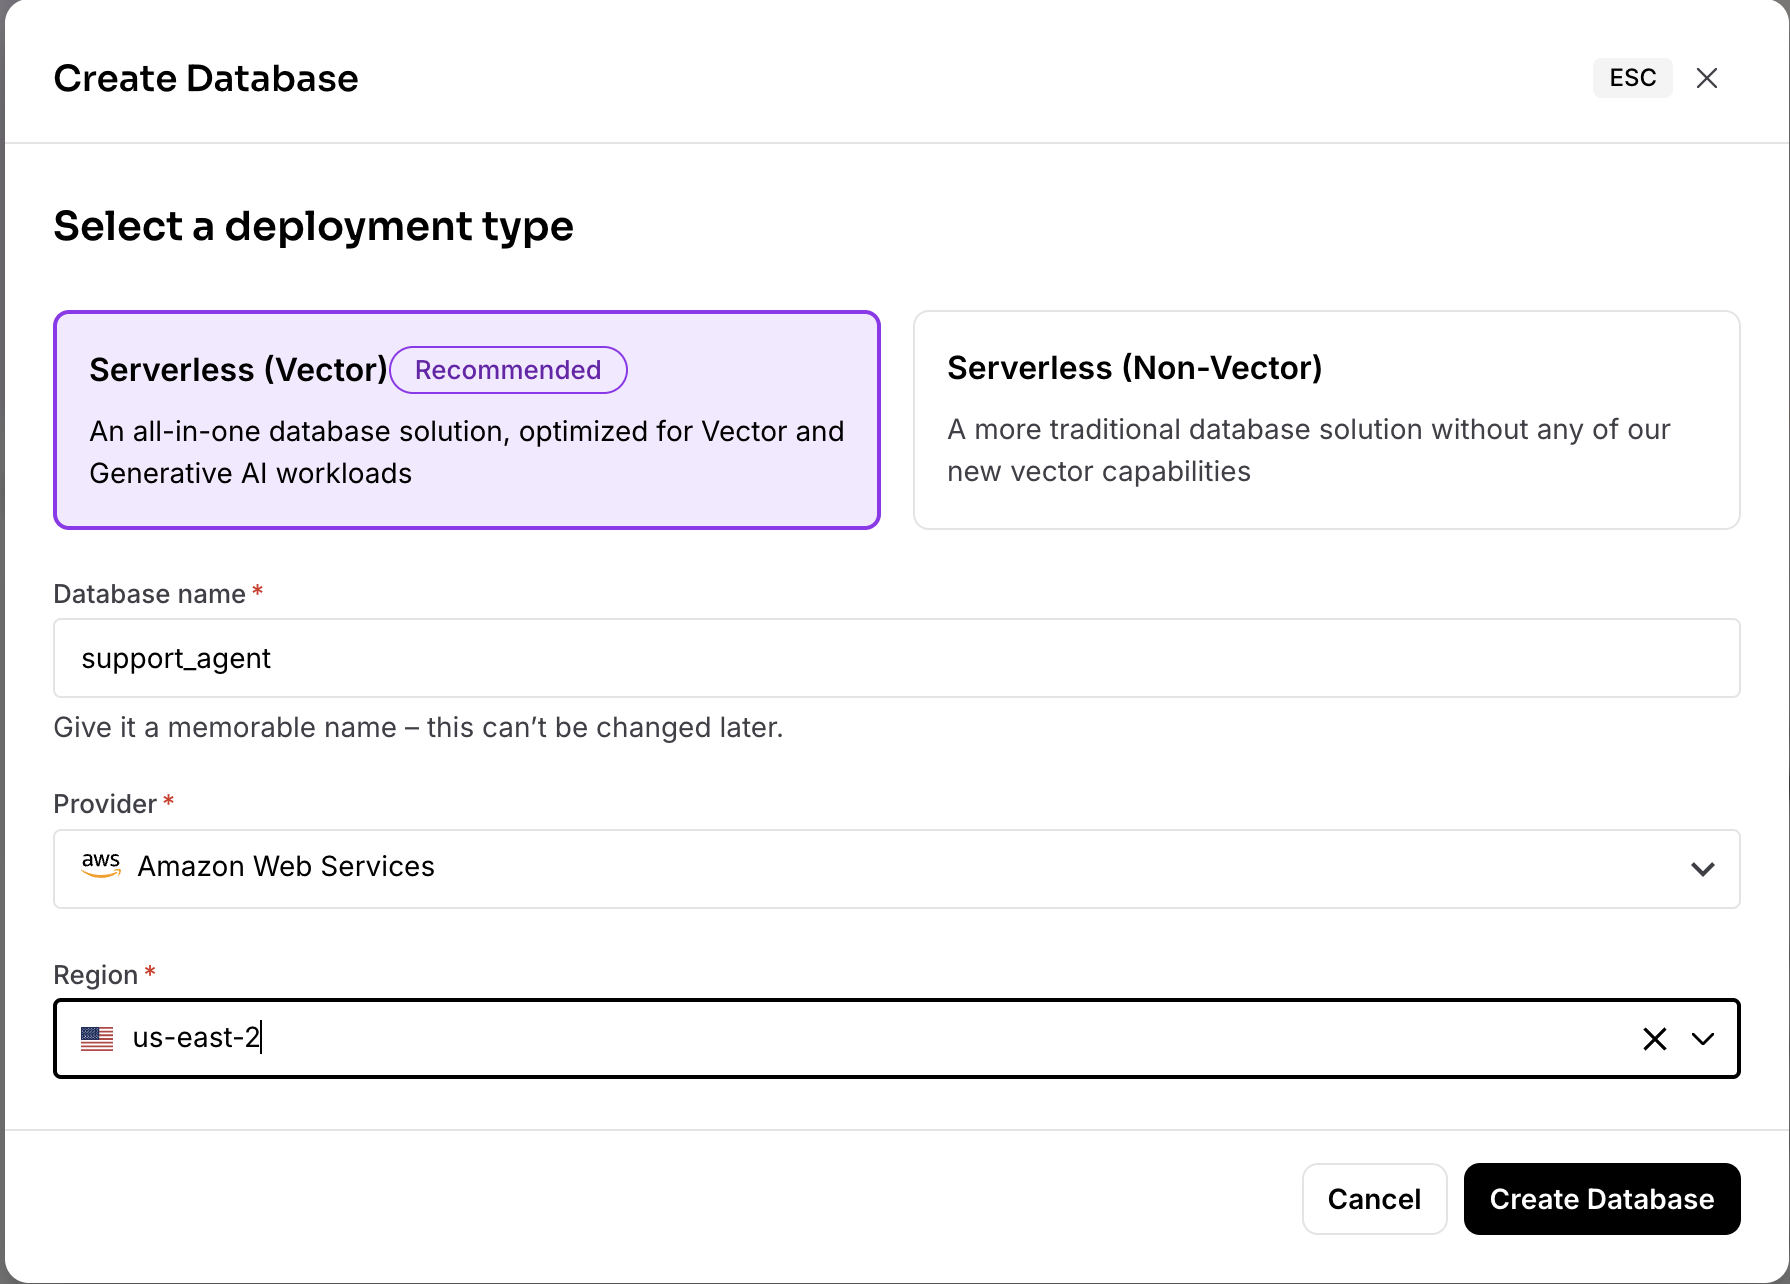 Create Database
ESC
Select a deployment type
Serverless (Vector) Recommended
An all-in-one database solution, optimized for Vector and
Generative AI workloads
Serverless (Non-Vector)
A more traditional database solution without any of our
new vector capabilities
Database name *
support_agent
Give it a memorable name – this can’t be changed later.
Provider *
aws Amazon Web Services
Region *
us-east-2
Cancel
Create Database